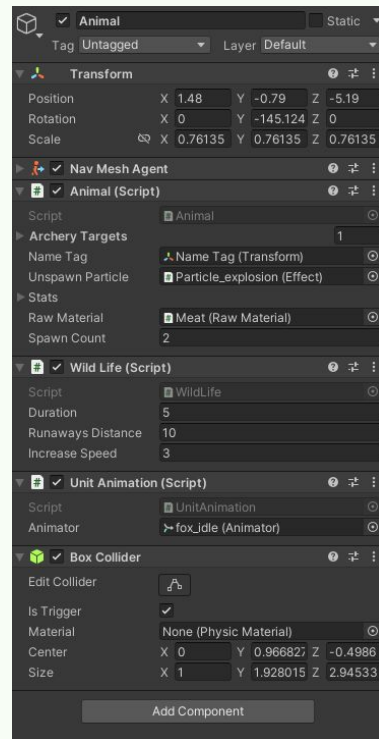 Animal Static
Tag Untagged Layer Default
Transform
Position X 1.48 Y -0.79 Z -5.19
Rotation X 0 Y -145.124 Z 0
Scale X 0.76135 Y 0.76135 Z 0.76135
Nav Mesh Agent
Animal (Script)
Script Animal
Archery Targets 1
Name Tag Name Tag (Transform)
Unspawn Particle Particle_explosion (Effect)
Stats
Raw Material Meat (Raw Material)
Spawn Count 2
Wild Life (Script)
Script WildLife
Duration 5
Runaways Distance 10
Increase Speed 3
Unit Animation (Script)
Script UnitAnimation
Animator fox_idle (Animator)
Box Collider
Edit Collider
Is Trigger
Material None (Physic Material)
Center X 0 Y 0.966827 Z -0.4986
Size X 1 Y 1.928015 Z 2.94533
Add Component